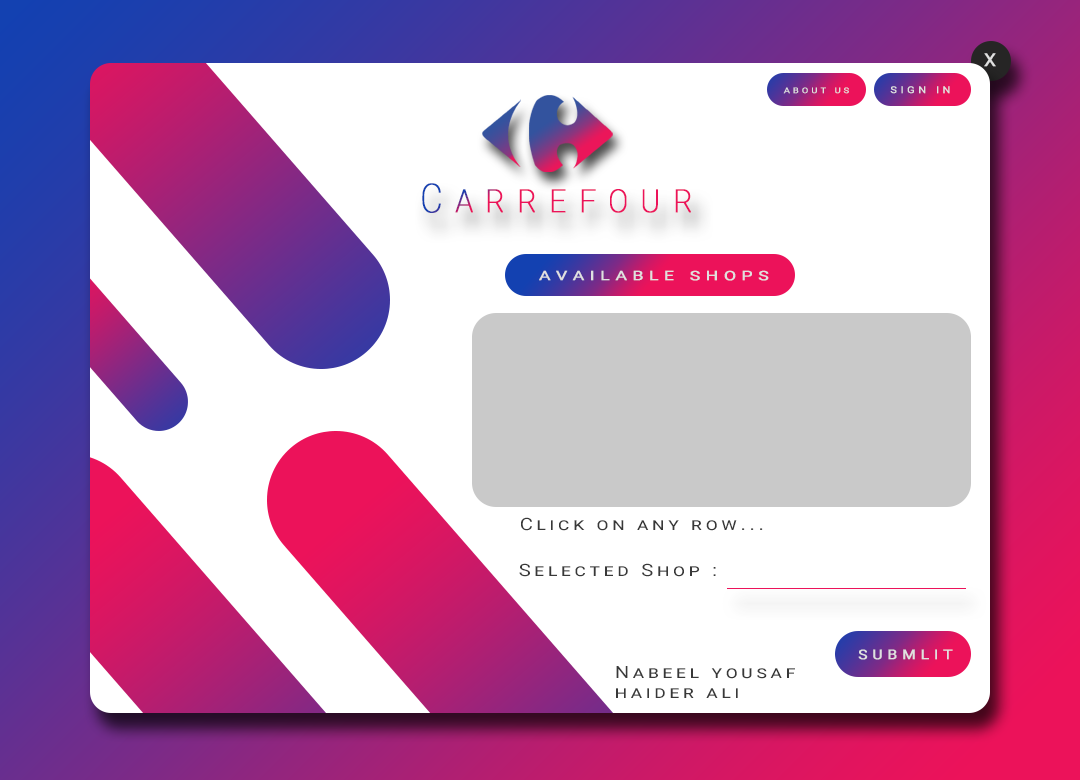 X
ABOUT US SIGN IN
CARREFOUR
AVAILABLE SHOPS
CLICK ON ANY ROW...
SELECTED SHOP :
SUBMLIT
NABEEL YOUSAF
HAIDER ALI